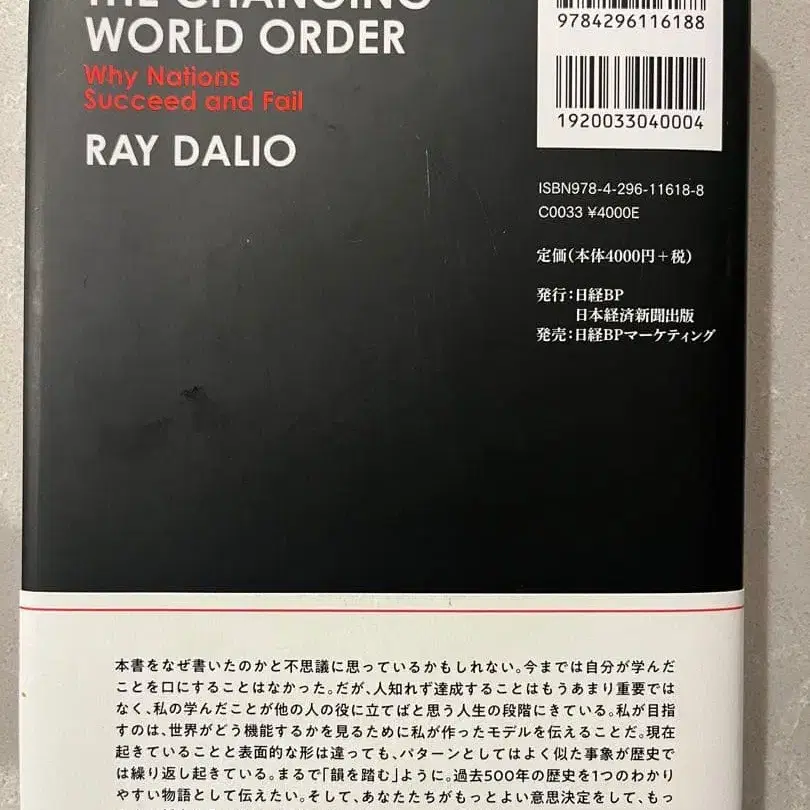 THE CHANGING
WORLD ORDER
Why Nations
Succeed and Fail
RAY DALIO
9784296116188
1920033040004
ISBN978-4-296-11618-8
C0033 ¥4000E
定価(本体4000円+税)
発行:日経BP
日本経済新聞出版
発売:日経BPマーケティング
本書をなぜ書いたのかと不思議に思っているかもしれない。今までは自分が学んだ
ことを口にすることはなかった。だが、人知れず達成することはもうあまり重要では
なく、私の学んだことが他の人の役に立てばと思う人生の段階にきている。私が目指
すのは、世界がどう機能するかを見るために私が作ったモデルを伝えることだ。現在
起きていることと表面的な形は違っても、パターンとしてはよく似た事象が歴史で
は繰り返し起きている。まるで「韻を踏む」ように。過去500年の歴史を1つのわかり
やすい物語として伝えたい。そして、あなたたちがもっとよい意思決定をして、もっ